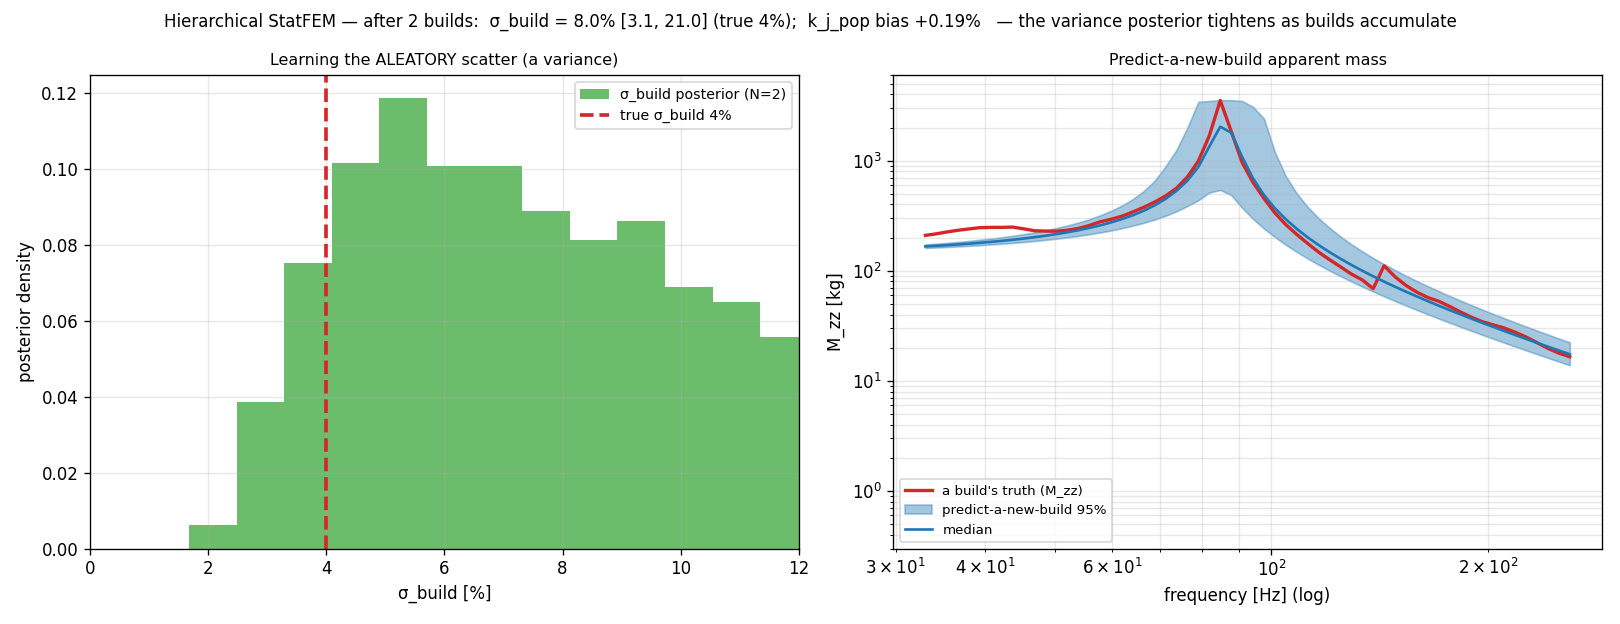 Hierarchical StatFEM — after 2 builds:  σ_build = 8.0% [3.1, 21.0] (true 4%);  k_j_pop bias +0.19%   — the variance posterior tightens as builds accumulate
Learning the ALEATORY scatter (a variance)
posterior density
0.12
0.10
0.08
0.06
0.04
0.02
0.00
σ_build posterior (N=2)
true σ_build 4%
0 2 4 6 8 10 12
σ_build [%]
Predict-a-new-build apparent mass
M_zz [kg]
10³
10²
10¹
10⁰
a build's truth (M_zz)
predict-a-new-build 95%
median
3 × 10¹ 4 × 10¹ 6 × 10¹ 10² 2 × 10²
frequency [Hz] (log)